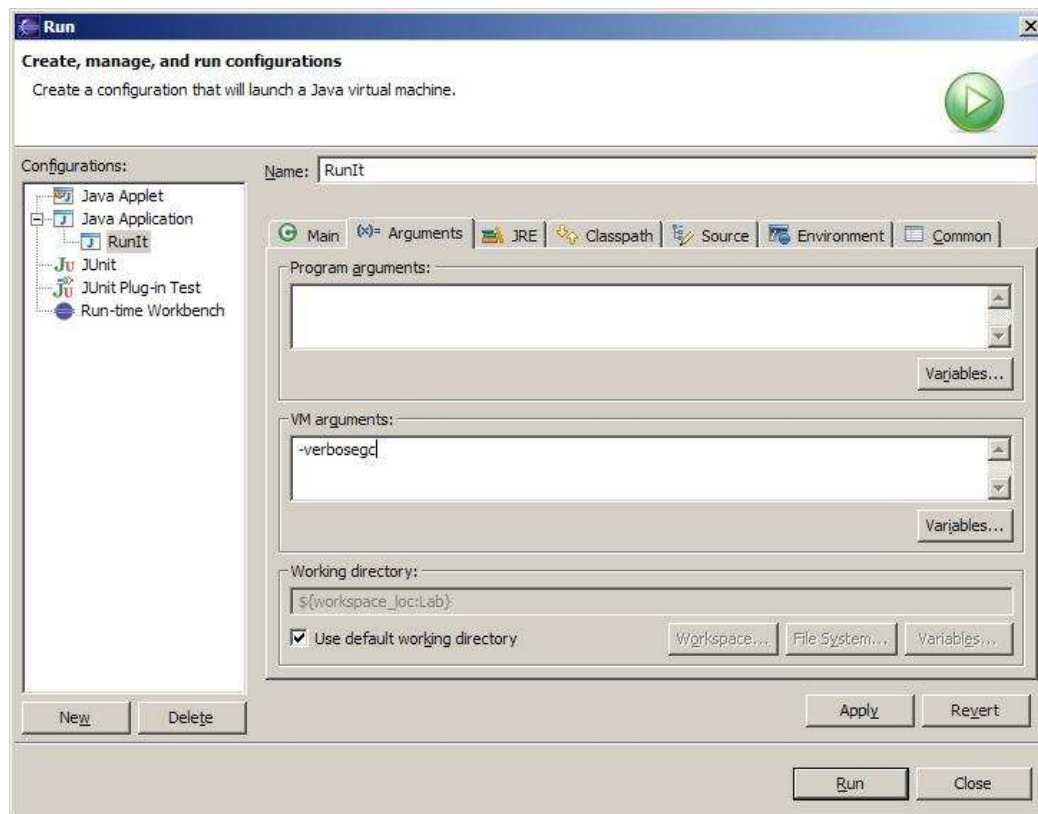 Run
Create, manage, and run configurations
Create a configuration that will launch a Java virtual machine.
Configurations:
Java Applet
Java Application
RunIt
JUnit
JUnit Plug-in Test
Run-time Workbench
New
Delete
Name: RunIt
Main
(x)= Arguments
JRE
Classpath
Source
Environment
Common
Program arguments:
Variables...
VM arguments:
-verbosegc
Variables...
Working directory:
${workspace_loc:Lab}
Use default working directory
Workspace...
File System...
Variables...
Apply
Revert
Run
Close